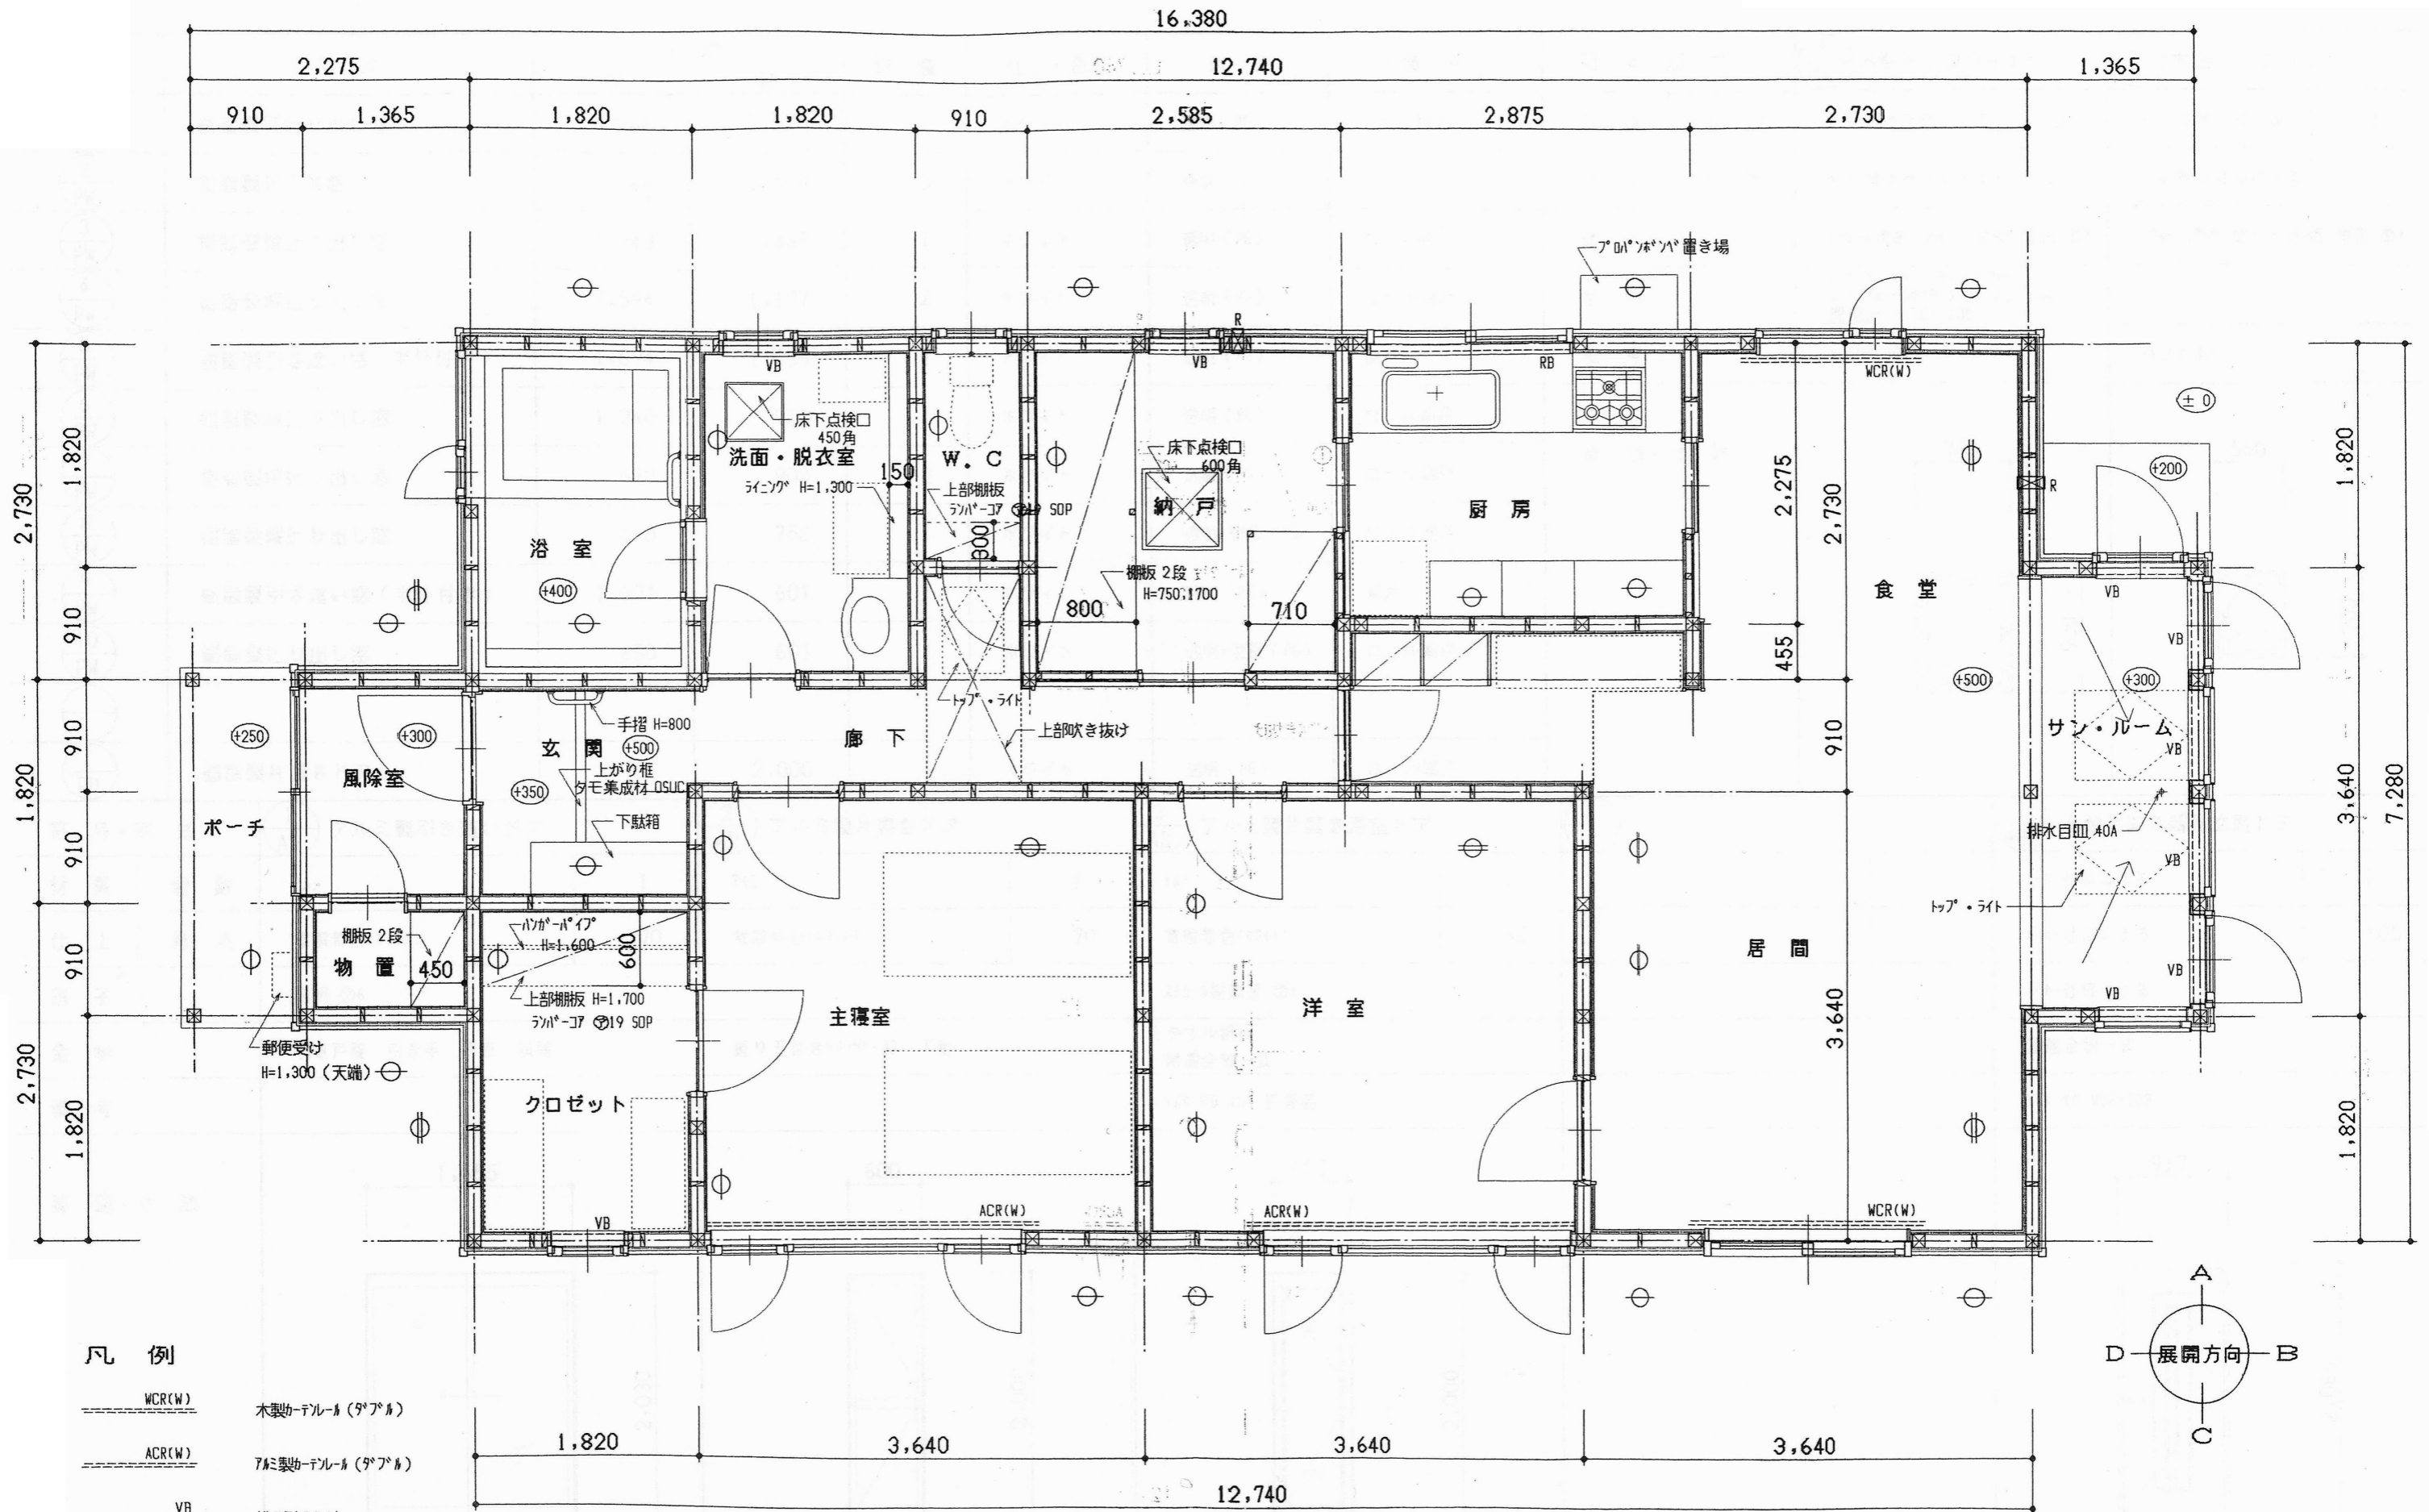 16,380
2,275
12,740
1,365
910
1,365
1,820
1,820
910
2,585
2,875
2,730
プロパンボンベ置き場
R
VB
VB
RB
WCR(W)
床下点検口
450角
洗面・脱衣室
ライニング H=1,300
150
W.C
上部棚板
ランバーコア ㋐19 SOP
300
床下点検口
600角
納戸
棚板 2段
H=750,1700
800
710
厨房
2,275
2,730
455
食堂
R
±0
+200
浴室
+400
2,730
1,820
910
1,820
910
910
2,730
910
1,820
1,820
3,640
1,820
7,280
VB
VB
+500
+300
サン・ルーム
VB
排水目皿 40A
VB
トップ・ライト
VB
VB
トップ・ライト
上部吹き抜け
廊下
910
手摺 H=800
玄関
+500
上がり框
タモ集成材 OSUC
+350
下駄箱
+250
+300
風除室
ポーチ
棚板 2段
物置
450
郵便受け
H=1,300(天端)
ハンガーパイプ
H=1,600
600
上部棚板 H=1,700
ランバーコア ㋐19 SOP
クロゼット
VB
主寝室
ACR(W)
洋室
ACR(W)
居間
3,640
WCR(W)
凡例
WCR(W)
木製カーテンレール(ダブル)
ACR(W)
アルミ製カーテンレール(ダブル)
VB
1,820
3,640
3,640
3,640
12,740
A
D
展開方向
B
C